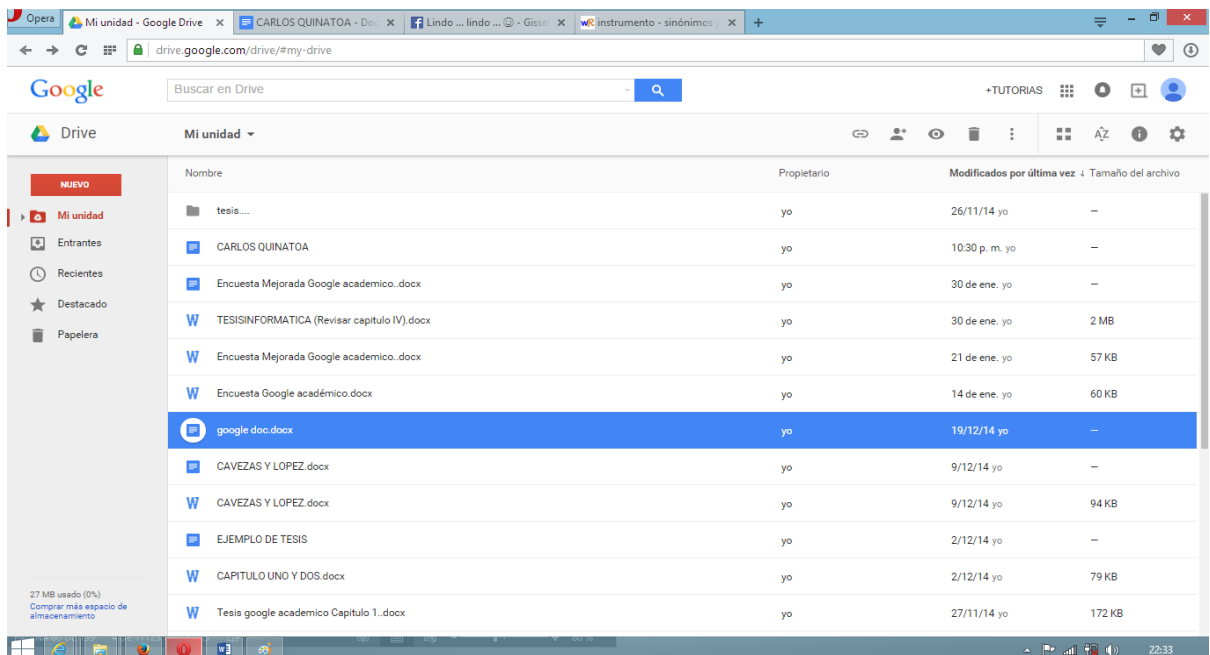 Opera Mi unidad - Google Drive CARLOS QUINATOA - Doc Lindo ... lindo ... - Gissel wR instrumento - sinónimos y
drive.google.com/drive/#my-drive
Google Buscar en Drive +TUTORIAS
Drive Mi unidad
NUEVO
Mi unidad
Entrantes
Recientes
Destacado
Papelera
27 MB usado (0%)
Comprar más espacio de
almacenamiento
Nombre Propietario Modificados por última vez ↓ Tamaño del archivo
tesis.... yo 26/11/14 yo –
CARLOS QUINATOA yo 10:30 p. m. yo –
Encuesta Mejorada Google academico..docx yo 30 de ene. yo –
W TESISINFORMATICA (Revisar capitulo IV).docx yo 30 de ene. yo 2 MB
W Encuesta Mejorada Google academico..docx yo 21 de ene. yo 57 KB
W Encuesta Google académico.docx yo 14 de ene. yo 60 KB
google doc.docx yo 19/12/14 yo –
CAVEZAS Y LOPEZ.docx yo 9/12/14 yo –
W CAVEZAS Y LOPEZ.docx yo 9/12/14 yo 94 KB
EJEMPLO DE TESIS yo 2/12/14 yo –
W CAPITULO UNO Y DOS.docx yo 2/12/14 yo 79 KB
W Tesis google academico Capitulo 1..docx yo 27/11/14 yo 172 KB
22:33